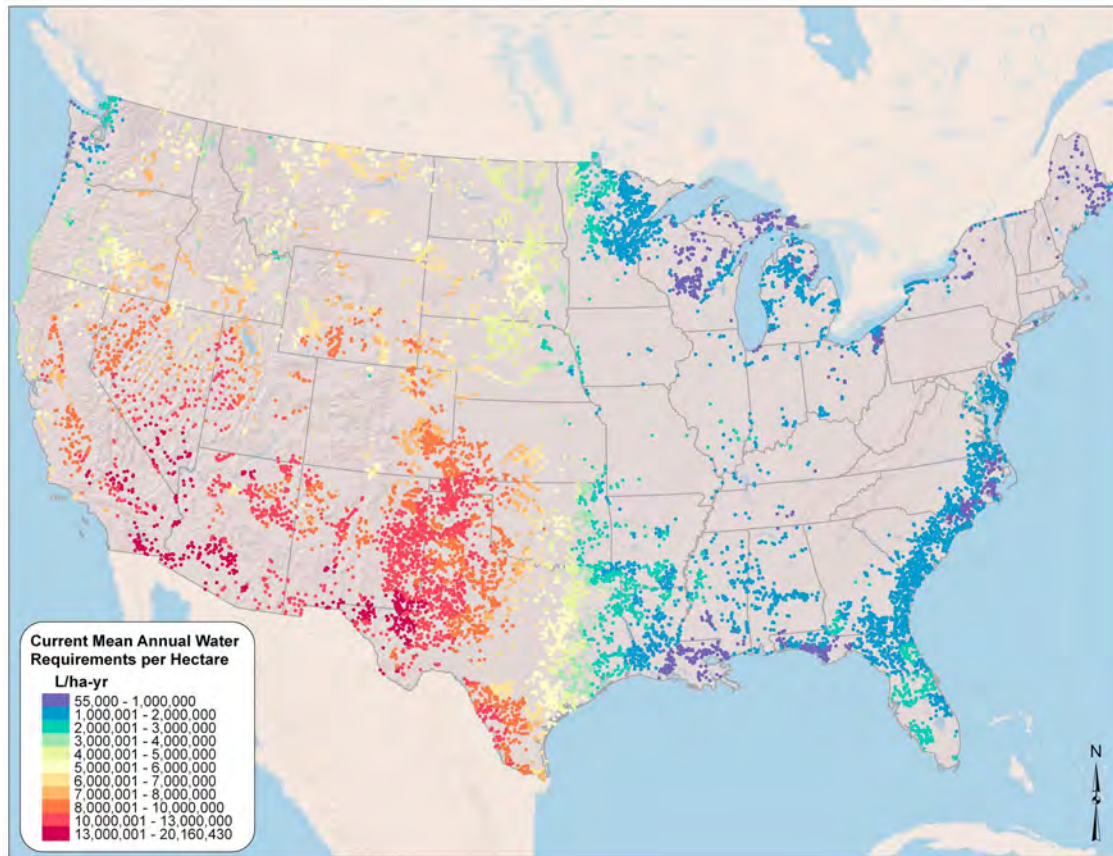 N
Current Mean Annual Water
Requirements per Hectare
L/ha-yr
55,000 - 1,000,000
1,000,001 - 2,000,000
2,000,001 - 3,000,000
3,000,001 - 4,000,000
4,000,001 - 5,000,000
5,000,001 - 6,000,000
6,000,001 - 7,000,000
7,000,001 - 8,000,000
8,000,001 - 10,000,000
10,000,001 - 13,000,000
13,000,001 - 20,160,430